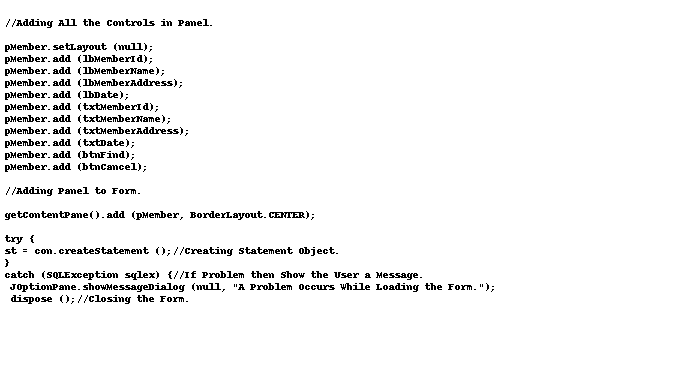 //Adding All the Controls in Panel.
pMember.setLayout (null);
pMember.add (lbMemberId);
pMember.add (lbMemberName);
pMember.add (lbMemberAddress);
pMember.add (lbDate);
pMember.add (txtMemberId);
pMember.add (txtMemberName);
pMember.add (txtMemberAddress);
pMember.add (txtDate);
pMember.add (btnFind);
pMember.add (btnCancel);
//Adding Panel to Form.
getContentPane().add (pMember, BorderLayout.CENTER);
try {
st = con.createStatement ();//Creating Statement Object.
}
catch (SQLException sqlex) {//If Problem then Show the User a Message.
JOptionPane.showMessageDialog (null, "A Problem Occurs While Loading the Form.");
dispose ();//Closing the Form.